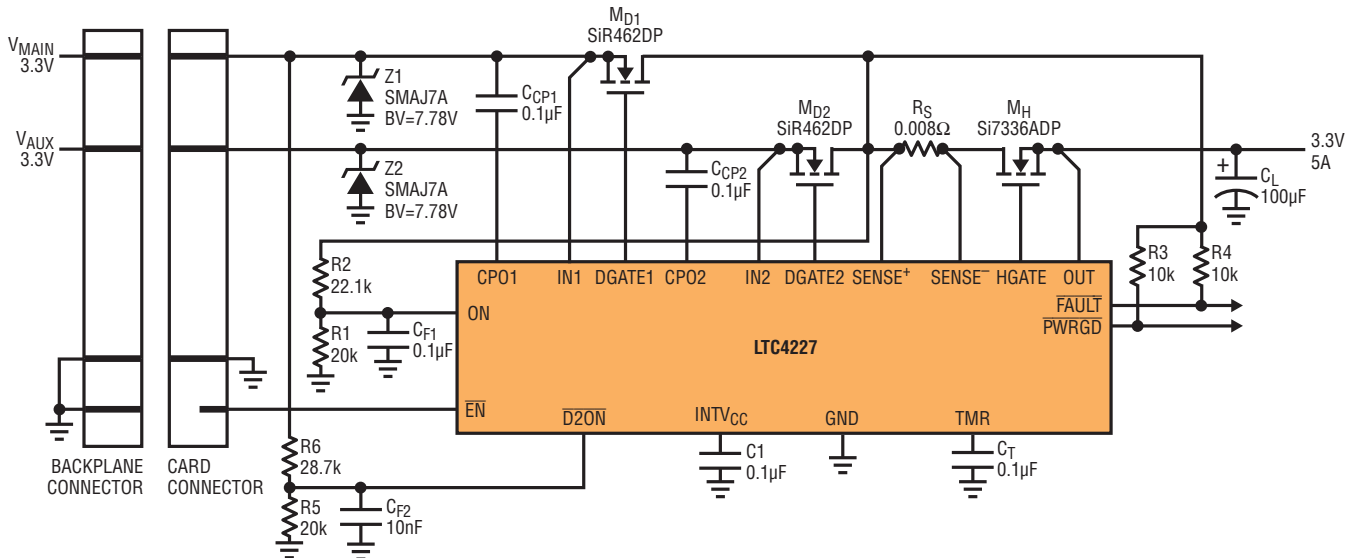 MD1
SiR462DP
VMAIN
3.3V
Z1
SMAJ7A
BV=7.78V
CCP1
0.1µF
MD2
SiR462DP
RS
0.008Ω
MH
Si7336ADP
VAUX
3.3V
3.3V
5A
Z2
SMAJ7A
BV=7.78V
CCP2
0.1µF
+
CL
100µF
R2
22.1k
CPO1 IN1 DGATE1 CPO2 IN2 DGATE2 SENSE+ SENSE– HGATE OUT
R3
10k
R4
10k
ON
FAULT
PWRGD
R1
20k
CF1
0.1µF
LTC4227
EN
D2ON
INTVCC
GND
TMR
BACKPLANE
CONNECTOR
CARD
CONNECTOR
R6
28.7k
C1
0.1µF
CT
0.1µF
R5
20k
CF2
10nF